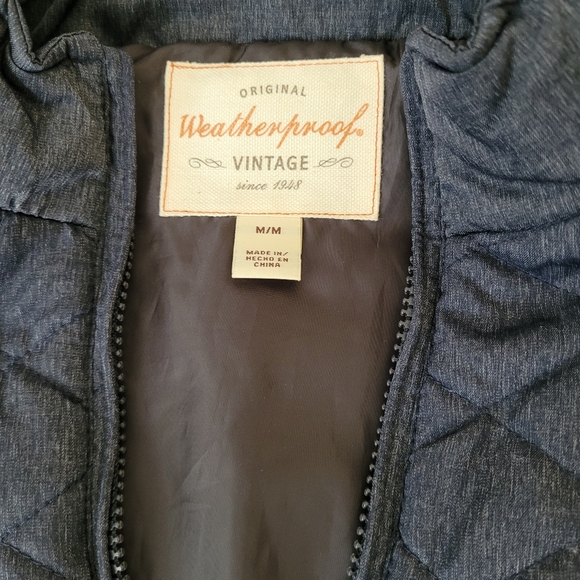 ORIGINAL
Weatherproof®
VINTAGE
since 1948
M/M
MADE IN/
HECHO EN
CHINA